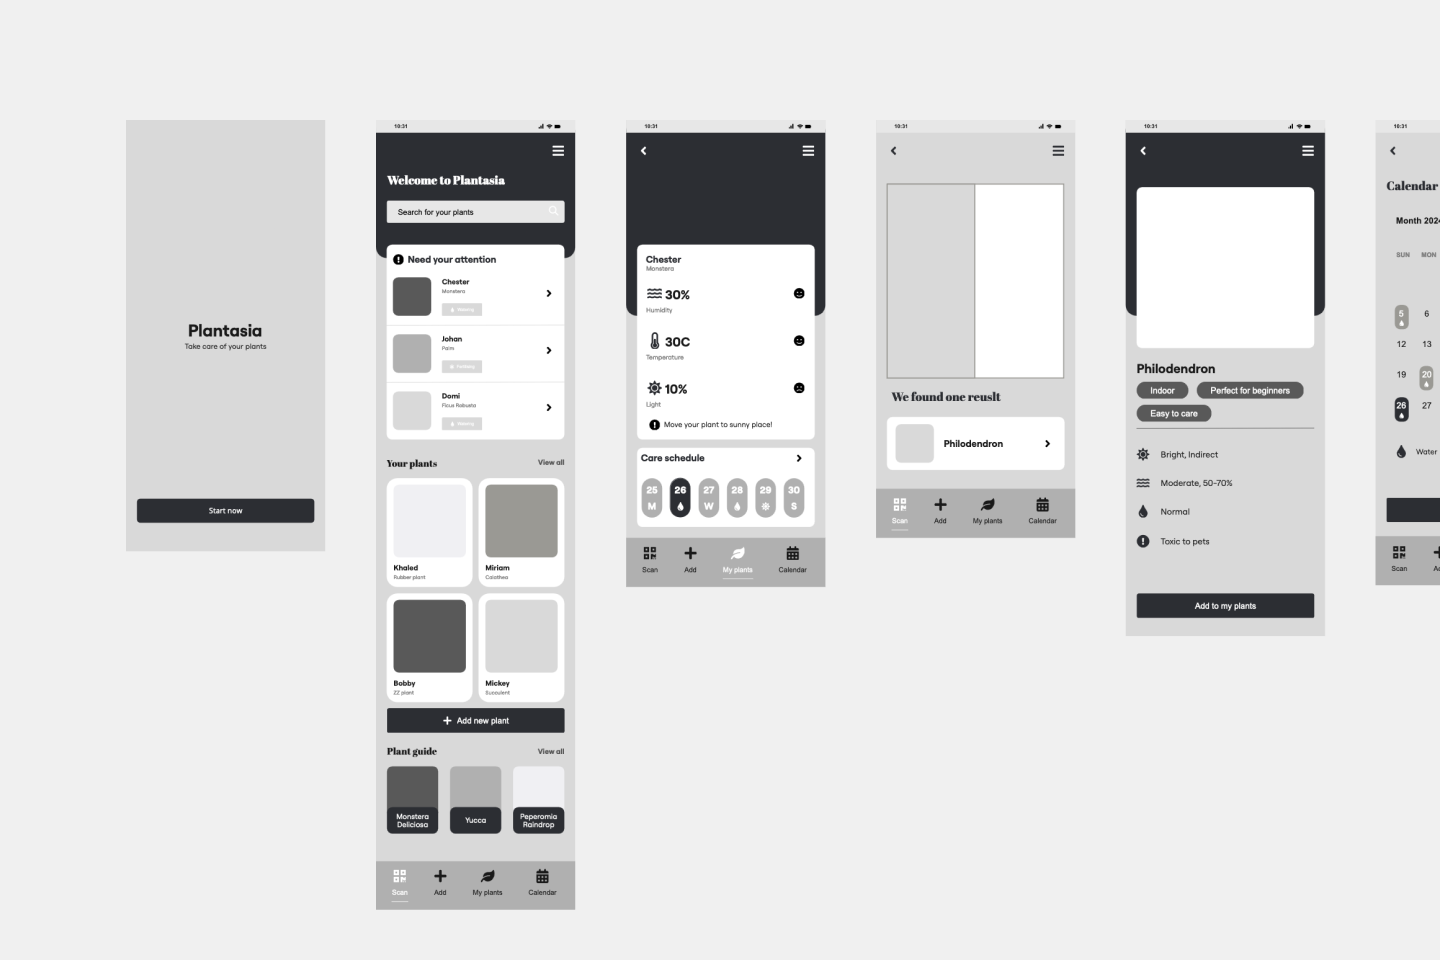 Plantasia
Take care of your plants
Start now
10:31
Welcome to Plantasia
Search for your plants
Need your attention
Chester
Monstera
Watering
Johan
Palm
Domi
Ficus Robusta
Watering
Your plants
View all
Khaled
Rubber plant
Miriam
Calathea
Bobby
ZZ plant
Mickey
Succulent
Add new plant
Plant guide
View all
Monstera
Deliciosa
Yucca
Peperomia
Raindrop
Scan
Add
My plants
Calendar
10:31
Chester
Monstera
30%
Humidity
30C
Temperature
10%
Light
Move your plant to sunny place!
Care schedule
25 26 27 28 29 30
M W S
Scan
Add
My plants
Calendar
10:31
We found one reuslt
Philodendron
Scan
Add
My plants
Calendar
10:31
Philodendron
Indoor
Perfect for beginners
Easy to care
Bright, Indirect
Moderate, 50-70%
Normal
Toxic to pets
Add to my plants
10:31
Calendar
Month 202
SUN MON
5 6
12 13
19 20
26 27
Water
Scan